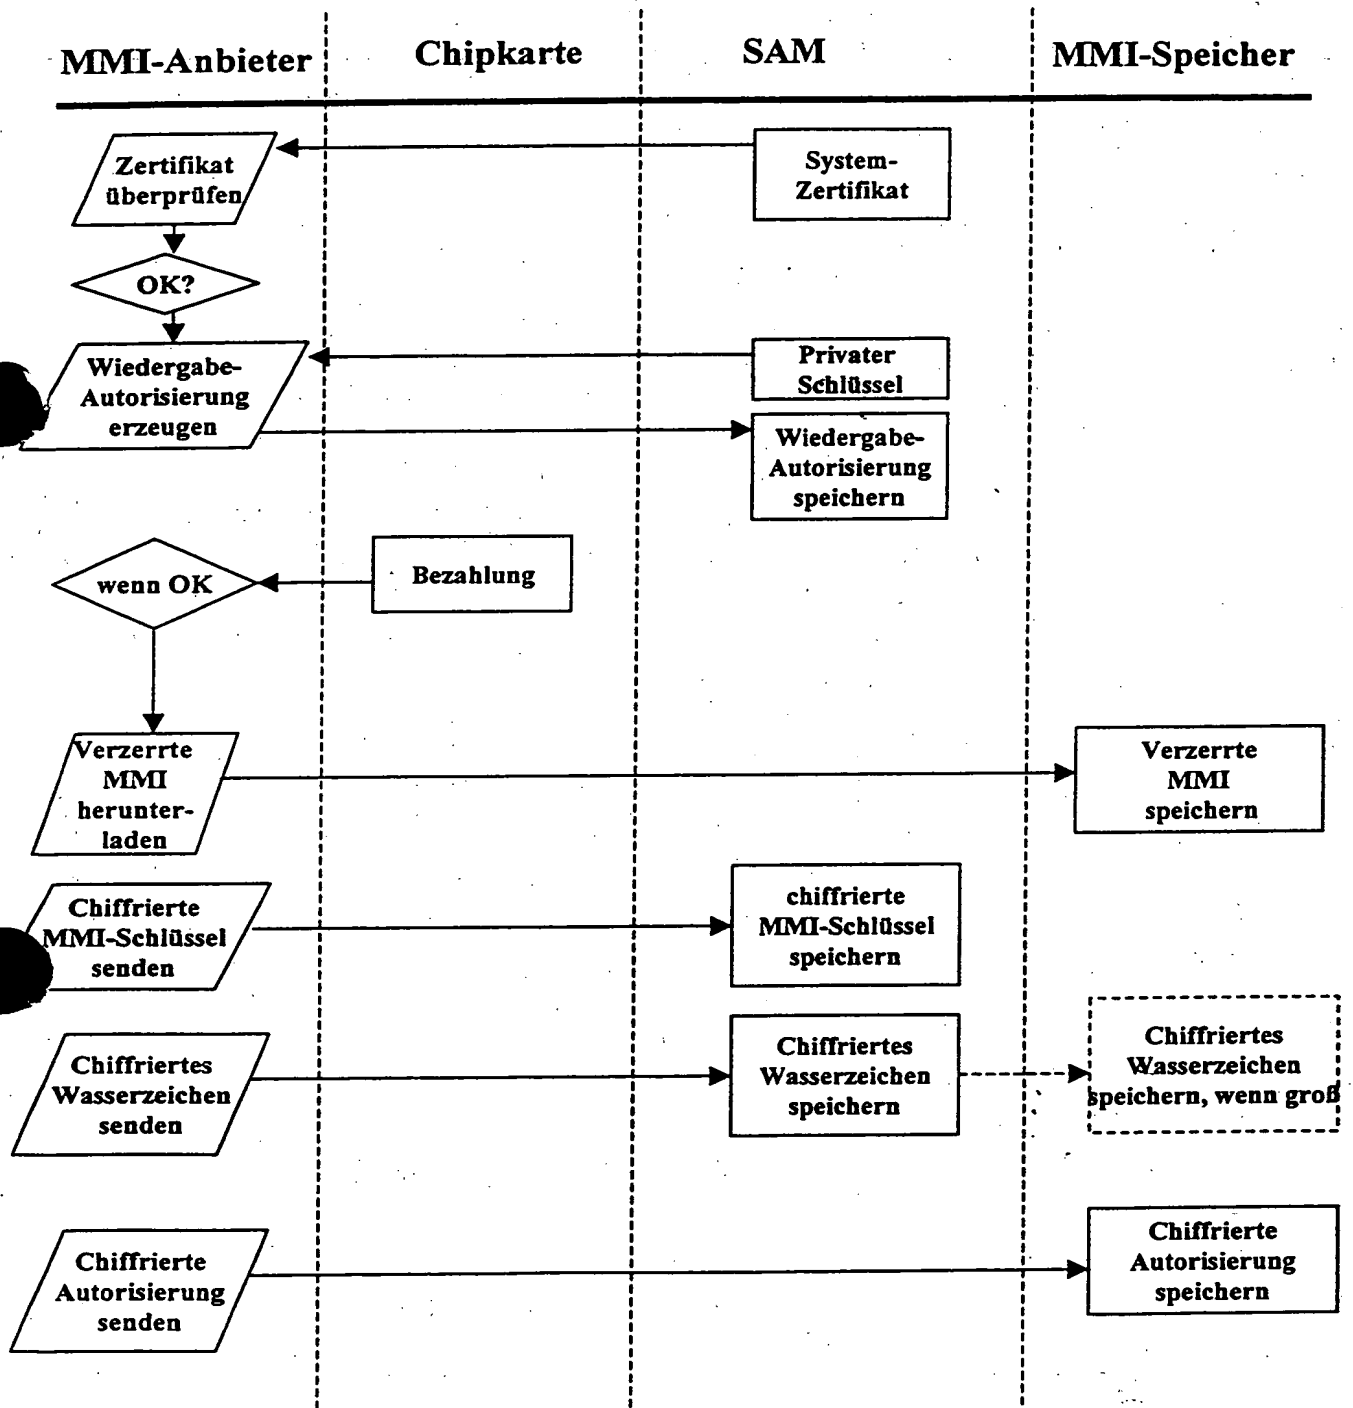 MMI-Anbieter
Chipkarte
SAM
MMI-Speicher
Zertifikat
überprüfen
System-
Zertifikat
OK?
Wiedergabe-
Autorisierung
erzeugen
Privater
Schlüssel
Wiedergabe-
Autorisierung
speichern
wenn OK
Bezahlung
Verzerrte
MMI
herunter-
laden
Verzerrte
MMI
speichern
Chiffrierte
MMI-Schlüssel
senden
chiffrierte
MMI-Schlüssel
speichern
Chiffriertes
Wasserzeichen
senden
Chiffriertes
Wasserzeichen
speichern
Chiffriertes
Wasserzeichen
speichern, wenn groß
Chiffrierte
Autorisierung
senden
Chiffrierte
Autorisierung
speichern